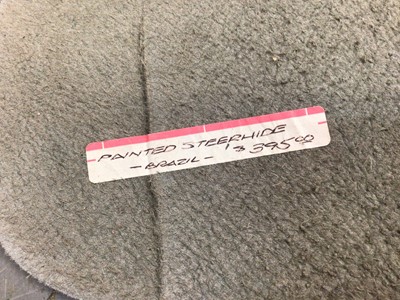 PAINTED STEERHIDE
- BRAZIL - $395.00